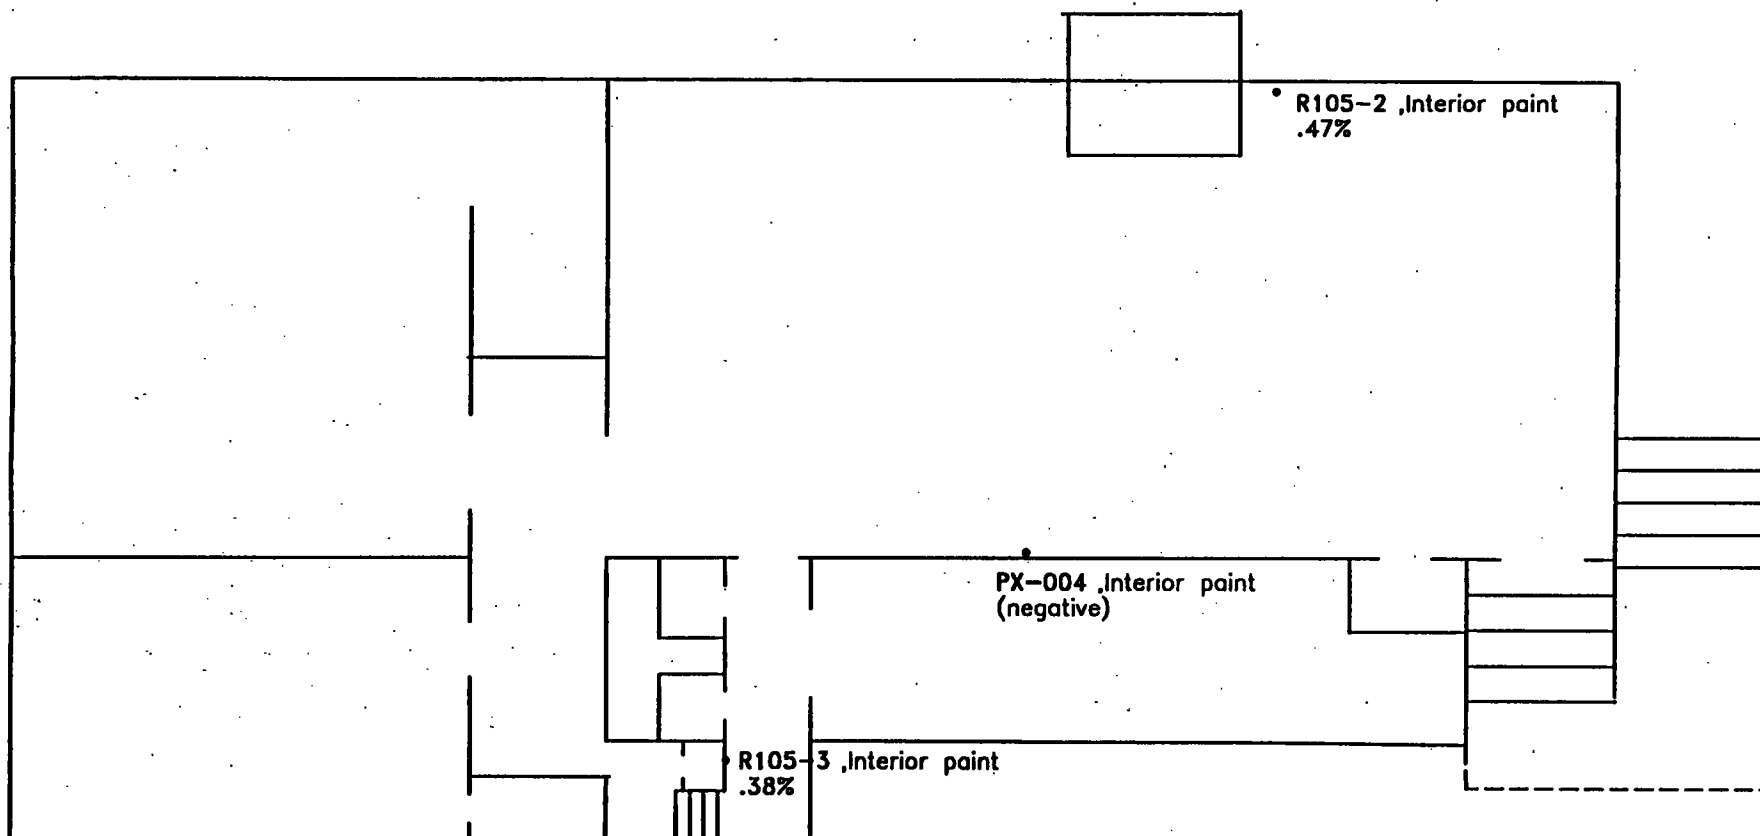 R105-2 ,Interior paint
.47%
PX-004 ,Interior paint
(negative)
R105-3 ,Interior paint
.38%